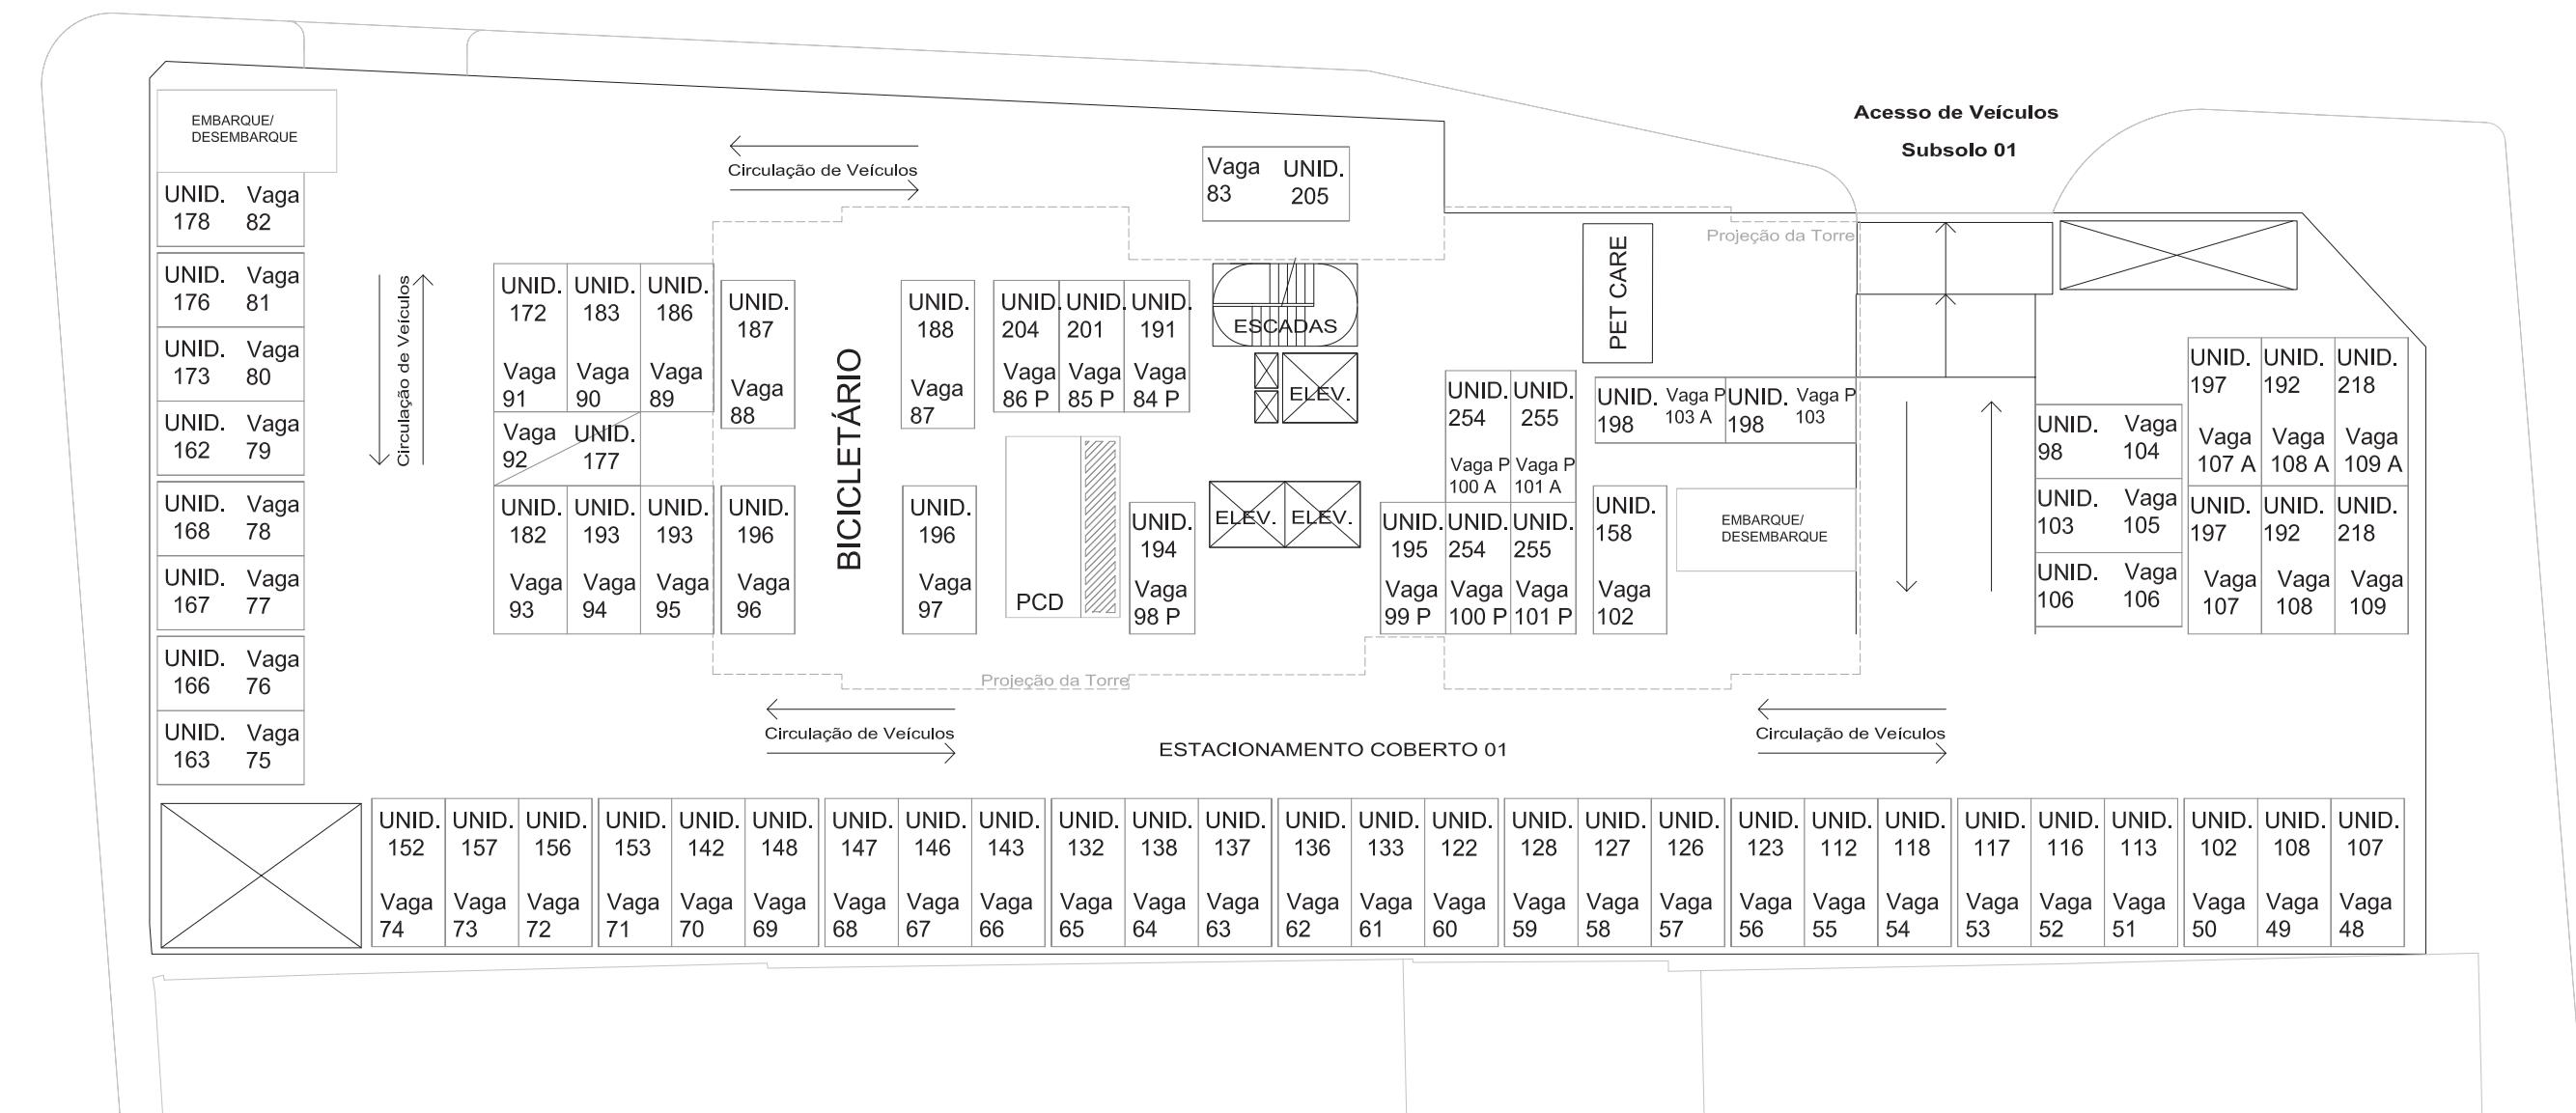 Acesso de Veículos
Subsolo 01
EMBARQUE/
DESEMBARQUE
UNID. Vaga
178 82
UNID. Vaga
176 81
UNID. Vaga
173 80
UNID. Vaga
162 79
UNID. Vaga
168 78
UNID. Vaga
167 77
UNID. Vaga
166 76
UNID. Vaga
163 75
Circulação de Veículos
Circulação de Veículos
Vaga UNID.
83 205
Projeção da Torre
PET CARE
UNID. UNID. UNID.
172 183 186
Vaga Vaga Vaga
91 90 89
Vaga UNID.
92 177
UNID. UNID. UNID.
182 193 193
Vaga Vaga Vaga
93 94 95
UNID.
187
Vaga
88
UNID.
196
Vaga
96
BICICLETÁRIO
UNID.
188
Vaga
87
UNID.
196
Vaga
97
UNID. UNID. UNID.
204 201 191
Vaga Vaga Vaga
86 P 85 P 84 P
PCD
UNID.
194
Vaga
98 P
ESCADAS
ELEV.
ELEV. ELEV.
UNID. UNID.
254 255
Vaga P Vaga P
100 A 101 A
UNID. UNID. UNID.
195 254 255
Vaga Vaga Vaga
99 P 100 P 101 P
UNID. Vaga P UNID. Vaga P
198 103 A 198 103
UNID.
158
Vaga
102
EMBARQUE/
DESEMBARQUE
UNID. Vaga
98 104
UNID. Vaga
103 105
UNID. Vaga
106 106
UNID. UNID. UNID.
197 192 218
Vaga Vaga Vaga
107 A 108 A 109 A
UNID. UNID. UNID.
197 192 218
Vaga Vaga Vaga
107 108 109
Projeção da Torre
Circulação de Veículos
ESTACIONAMENTO COBERTO 01
Circulação de Veículos
UNID. UNID. UNID. UNID. UNID. UNID. UNID. UNID. UNID. UNID. UNID. UNID. UNID. UNID. UNID. UNID. UNID. UNID. UNID. UNID. UNID. UNID. UNID. UNID. UNID. UNID. UNID.
152 157 156 153 142 148 147 146 143 132 138 137 136 133 122 128 127 126 123 112 118 117 116 113 102 108 107
Vaga Vaga Vaga Vaga Vaga Vaga Vaga Vaga Vaga Vaga Vaga Vaga Vaga Vaga Vaga Vaga Vaga Vaga Vaga Vaga Vaga Vaga Vaga Vaga Vaga Vaga Vaga
74 73 72 71 70 69 68 67 66 65 64 63 62 61 60 59 58 57 56 55 54 53 52 51 50 49 48